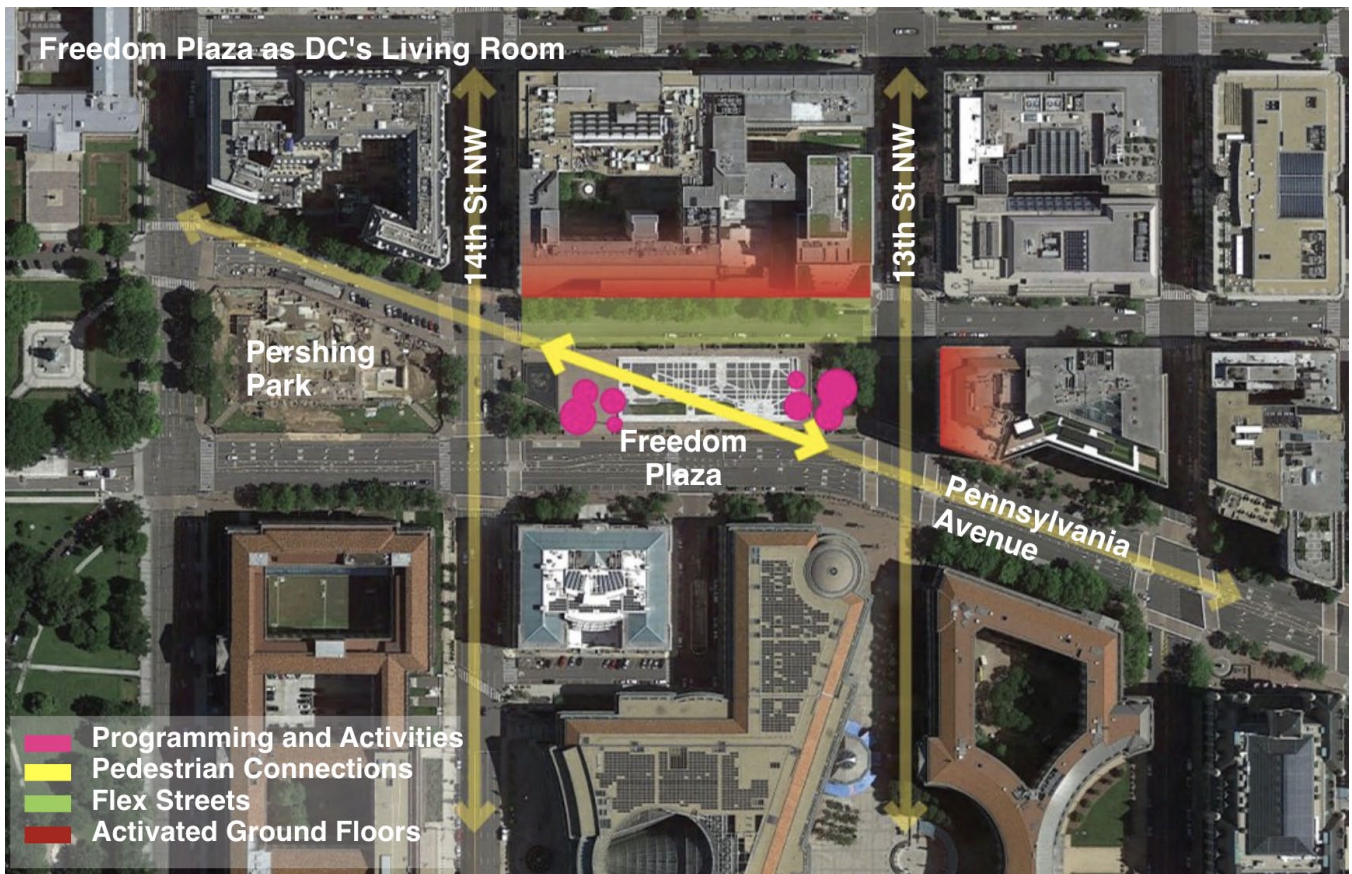 Freedom Plaza as DC's Living Room
14th St NW
13th St NW
Pershing
Park
Freedom
Plaza
Pennsylvania
Avenue
Programming and Activities
Pedestrian Connections
Flex Streets
Activated Ground Floors